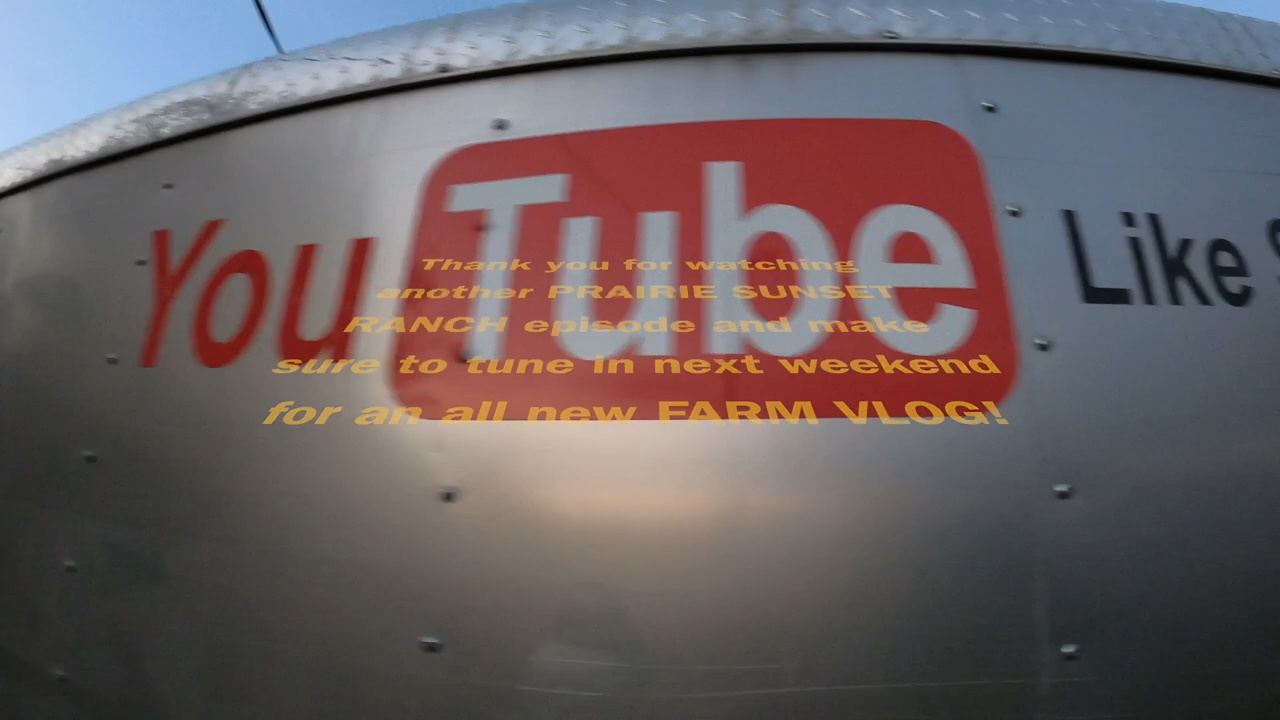 YouTube Like
Thank you for watching
another PRAIRIE SUNSET
RANCH episode and make
sure to tune in next weekend
for an all new FARM VLOG!